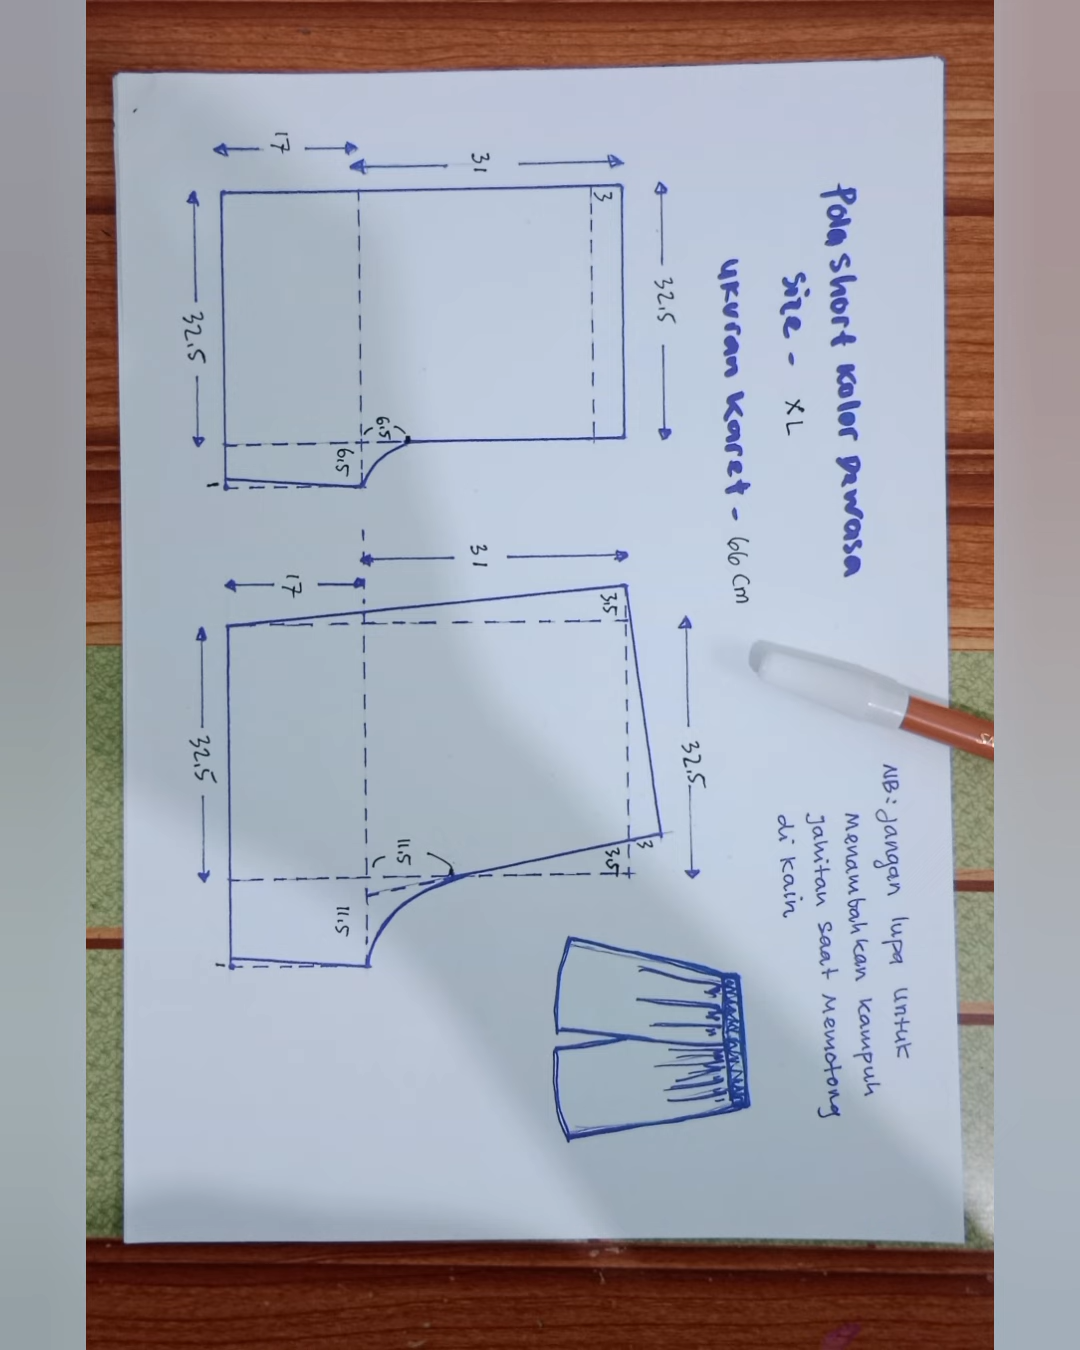 Pola short kolor Dewasa
Size - XL
Ukuran karet - 66 cm
32.5
3
31
17
6.5
6.5
32.5
1
32.5
3.5
3
3.5
31
17
11.5
11.5
32.5
1
NB: jangan lupa untuk
Menambahkan kampuh
jahitan saat Memotong
di kain